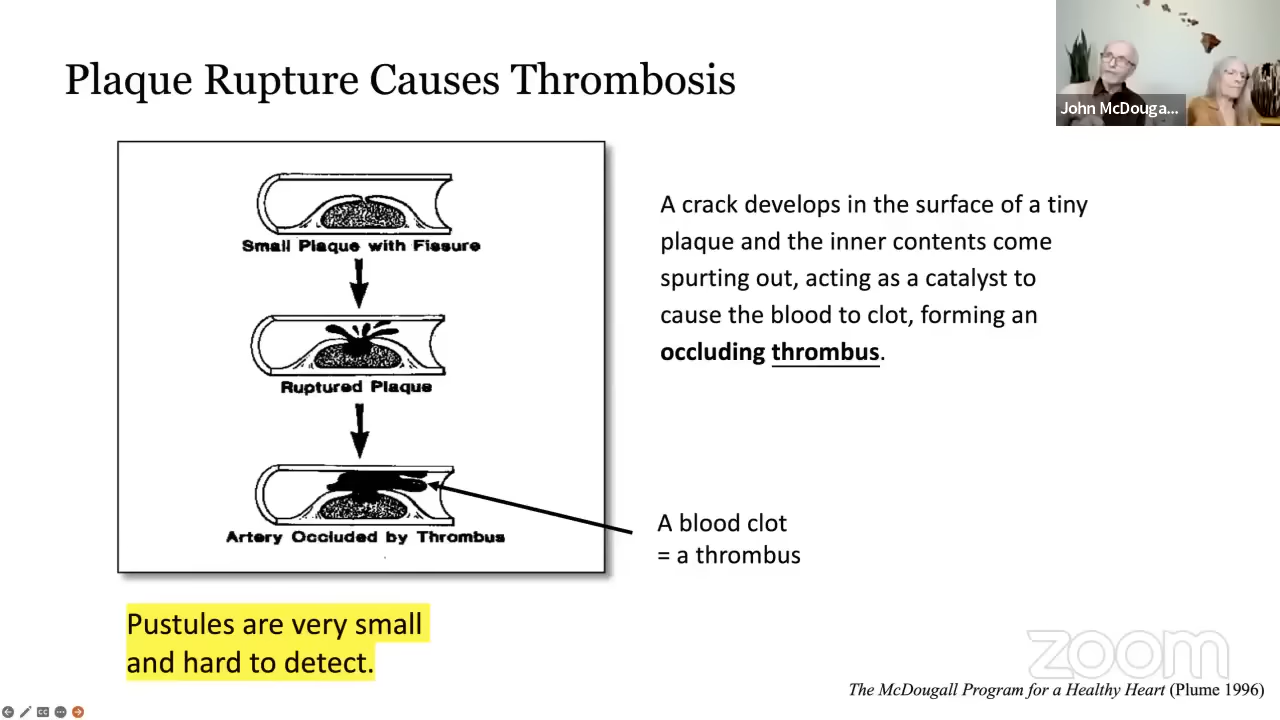 Plaque Rupture Causes Thrombosis
John McDouga...
Small Plaque with Fissure
Ruptured Plaque
Artery Occluded by Thrombus
A crack develops in the surface of a tiny
plaque and the inner contents come
spurting out, acting as a catalyst to
cause the blood to clot, forming an
occluding thrombus.
A blood clot
= a thrombus
Pustules are very small
and hard to detect.
zoom
The McDougall Program for a Healthy Heart (Plume 1996)
CC